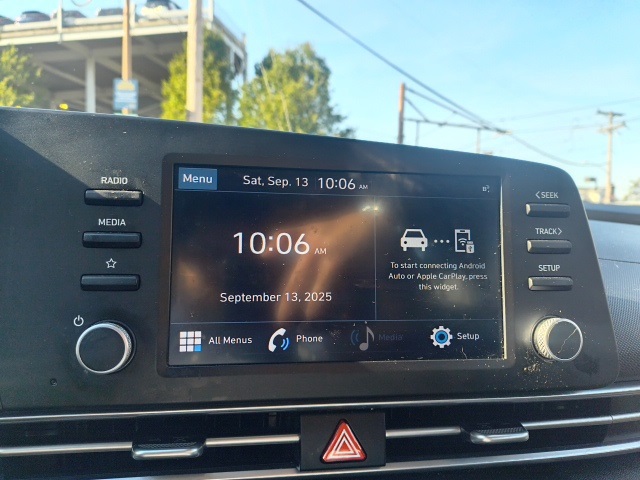 RADIO
MEDIA
Menu
Sat, Sep. 13 10:06 AM
10:06 AM
September 13, 2025
To start connecting Android
Auto or Apple CarPlay, press
this widget.
All Menus
Phone
Media
Setup
< SEEK
TRACK >
SETUP